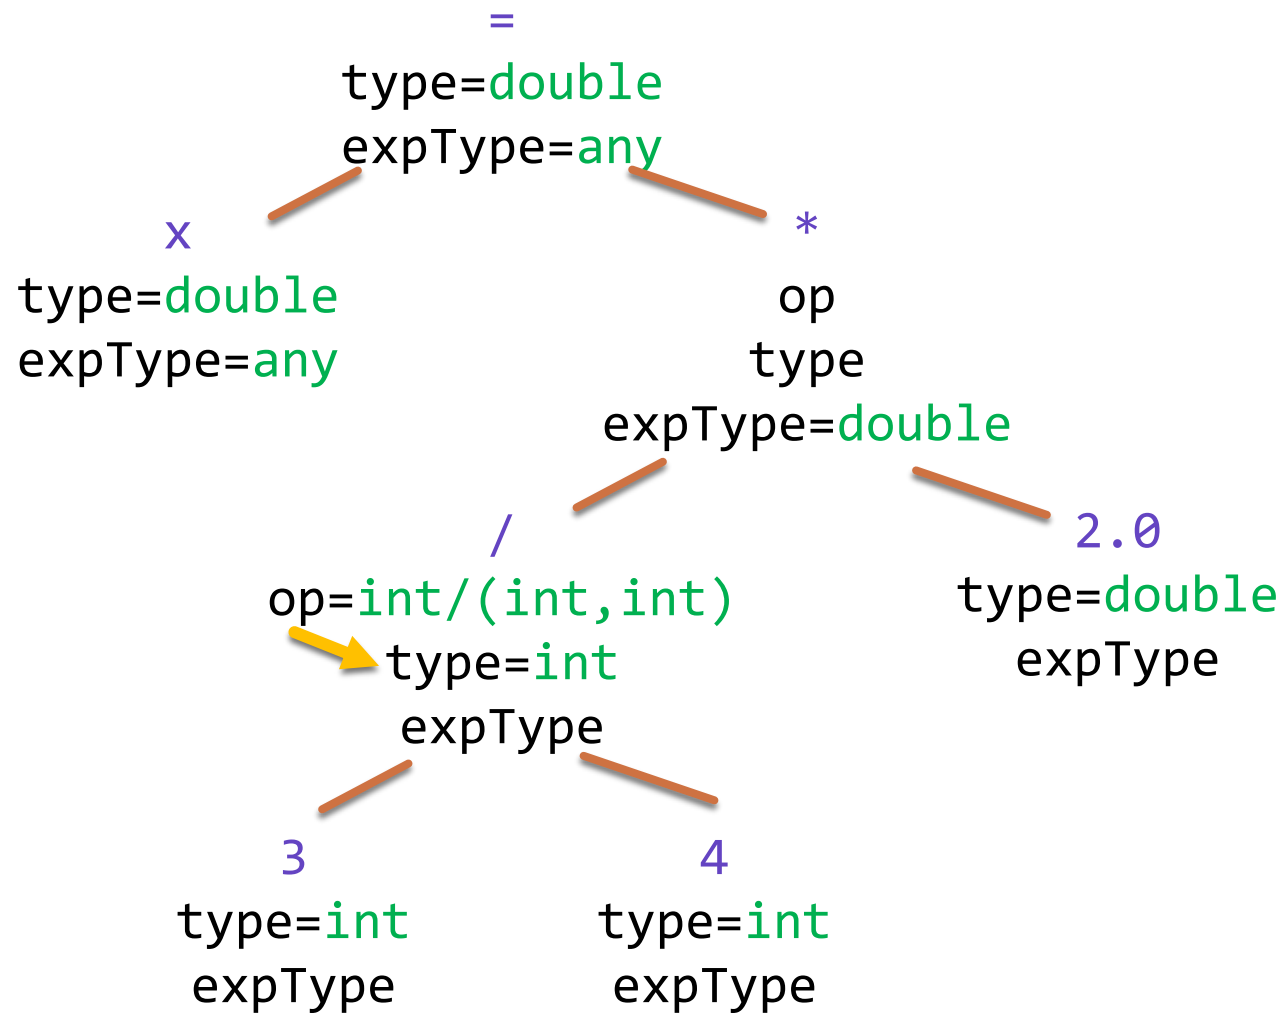 =
type=double
expType=any
x
type=double
expType=any
*
op
type
expType=double
/
op=int/(int,int)
type=int
expType
2.0
type=double
expType
3
type=int
expType
4
type=int
expType